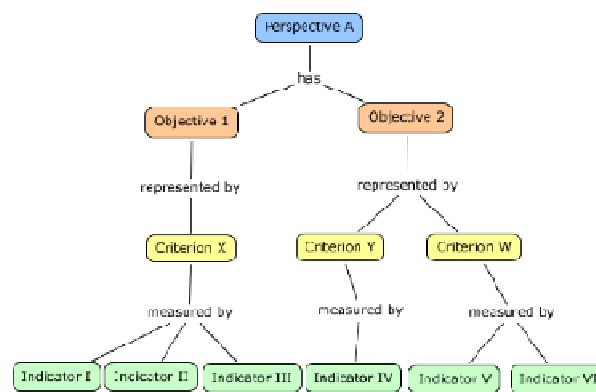 Perspective A
has
Objective 1
Objective 2
represented by
represented by
Criterion X
Criterion Y
Criterion W
measured by
measured by
measured by
Indicator I
Indicator II
Indicator III
Indicator IV
Indicator V
Indicator VI